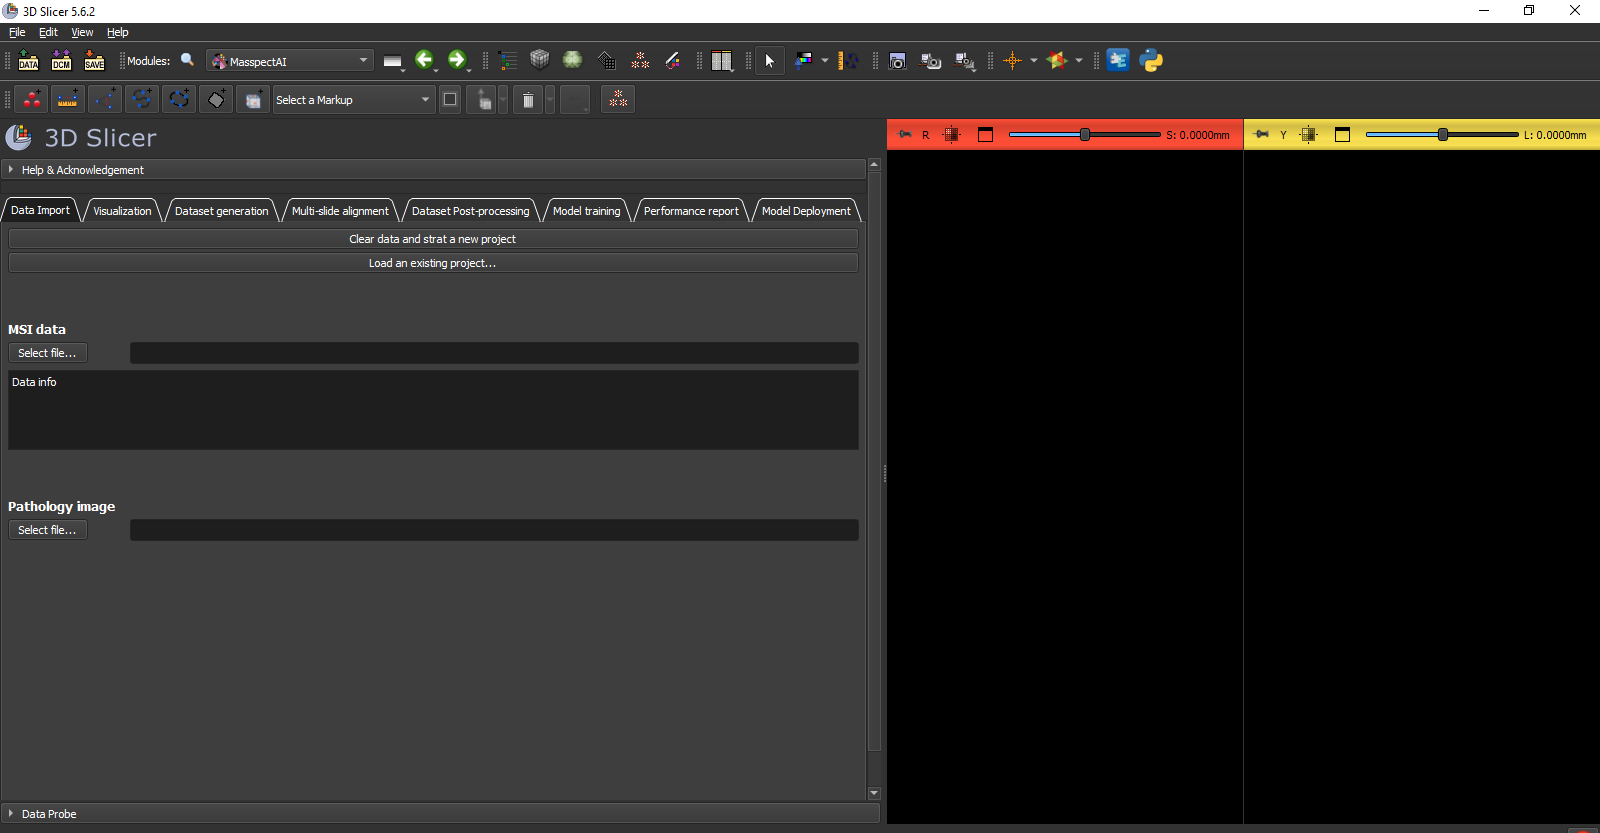 3D Slicer 5.6.2
File Edit View Help
DATA DCM SAVE Modules: MasspectAI
Select a Markup
3D Slicer
R S: 0.0000mm Y L: 0.0000mm
Help & Acknowledgement
Data Import Visualization Dataset generation Multi-slide alignment Dataset Post-processing Model training Performance report Model Deployment
Clear data and strat a new project
Load an existing project...
MSI data
Select file...
Data info
Pathology image
Select file...
Data Probe